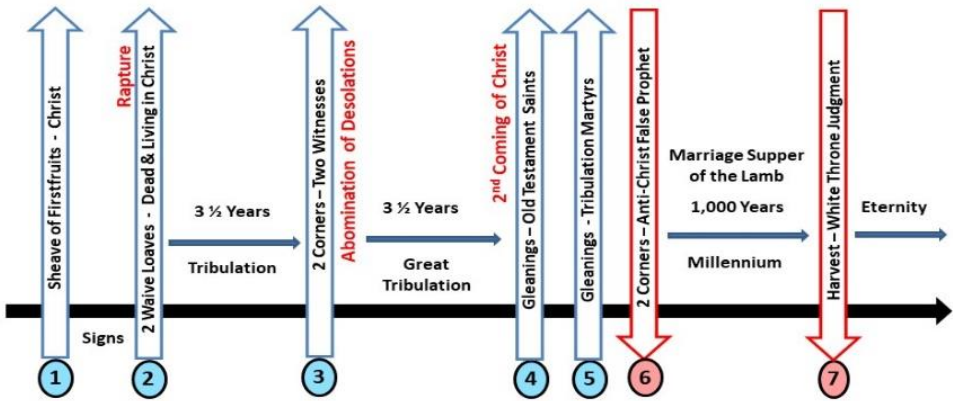 Sheave of Firstfruits - Christ
Signs
Rapture
2 Waive Loaves - Dead & Living in Christ
3 ½ Years
Tribulation
2 Corners – Two Witnesses
Abomination of Desolations
3 ½ Years
Great
Tribulation
2nd Coming of Christ
Gleanings – Old Testament Saints
Gleanings - Tribulation Martyrs
2 Corners – Anti-Christ False Prophet
Marriage Supper
of the Lamb
1,000 Years
Millennium
Harvest – White Throne Judgment
Eternity
1
2
3
4
5
6
7